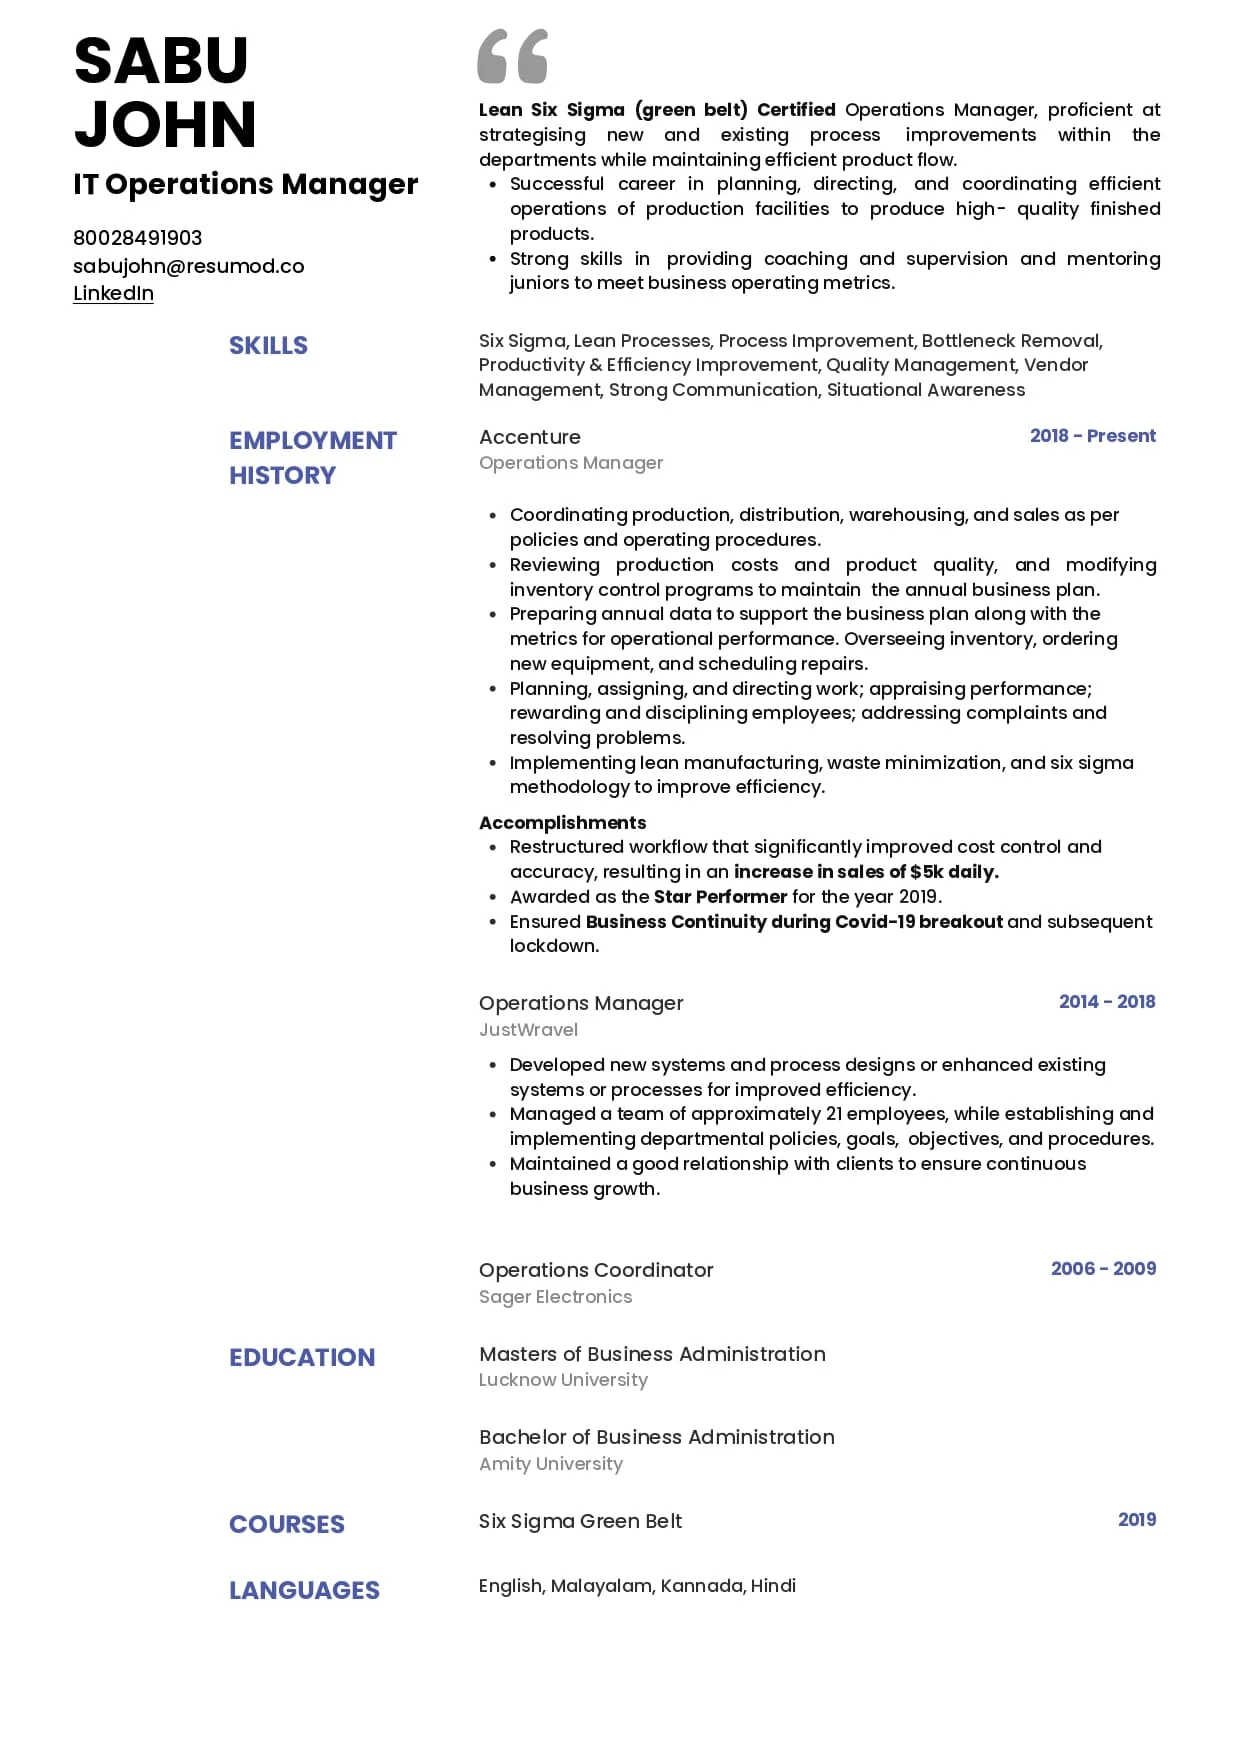 SABU
JOHN
IT Operations Manager
80028491903
sabujohn@resumod.co
LinkedIn
Lean Six Sigma (green belt) Certified Operations Manager, proficient at
strategising new and existing process improvements within the
departments while maintaining efficient product flow.
• Successful career in planning, directing, and coordinating efficient
operations of production facilities to produce high- quality finished
products.
• Strong skills in providing coaching and supervision and mentoring
juniors to meet business operating metrics.
SKILLS
Six Sigma, Lean Processes, Process Improvement, Bottleneck Removal,
Productivity & Efficiency Improvement, Quality Management, Vendor
Management, Strong Communication, Situational Awareness
EMPLOYMENT
HISTORY
Accenture 2018 - Present
Operations Manager
• Coordinating production, distribution, warehousing, and sales as per
policies and operating procedures.
• Reviewing production costs and product quality, and modifying
inventory control programs to maintain the annual business plan.
• Preparing annual data to support the business plan along with the
metrics for operational performance. Overseeing inventory, ordering
new equipment, and scheduling repairs.
• Planning, assigning, and directing work; appraising performance;
rewarding and disciplining employees; addressing complaints and
resolving problems.
• Implementing lean manufacturing, waste minimization, and six sigma
methodology to improve efficiency.
Accomplishments
• Restructured workflow that significantly improved cost control and
accuracy, resulting in an increase in sales of $5k daily.
• Awarded as the Star Performer for the year 2019.
• Ensured Business Continuity during Covid-19 breakout and subsequent
lockdown.
Operations Manager 2014 - 2018
JustWravel
• Developed new systems and process designs or enhanced existing
systems or processes for improved efficiency.
• Managed a team of approximately 21 employees, while establishing and
implementing departmental policies, goals, objectives, and procedures.
• Maintained a good relationship with clients to ensure continuous
business growth.
Operations Coordinator 2006 - 2009
Sager Electronics
EDUCATION
Masters of Business Administration
Lucknow University
Bachelor of Business Administration
Amity University
COURSES
Six Sigma Green Belt 2019
LANGUAGES
English, Malayalam, Kannada, Hindi